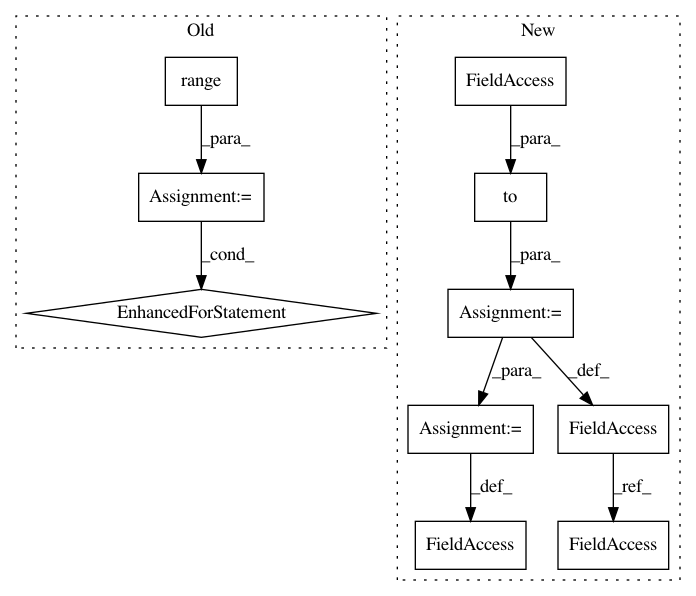 Old
New
range
FieldAccess
_para_
_para_
Assignment:=
to
_cond_
_para_
EnhancedForStatement
Assignment:=
_para_
_def_
Assignment:=
FieldAccess
_def_
_ref_
FieldAccess
FieldAccess